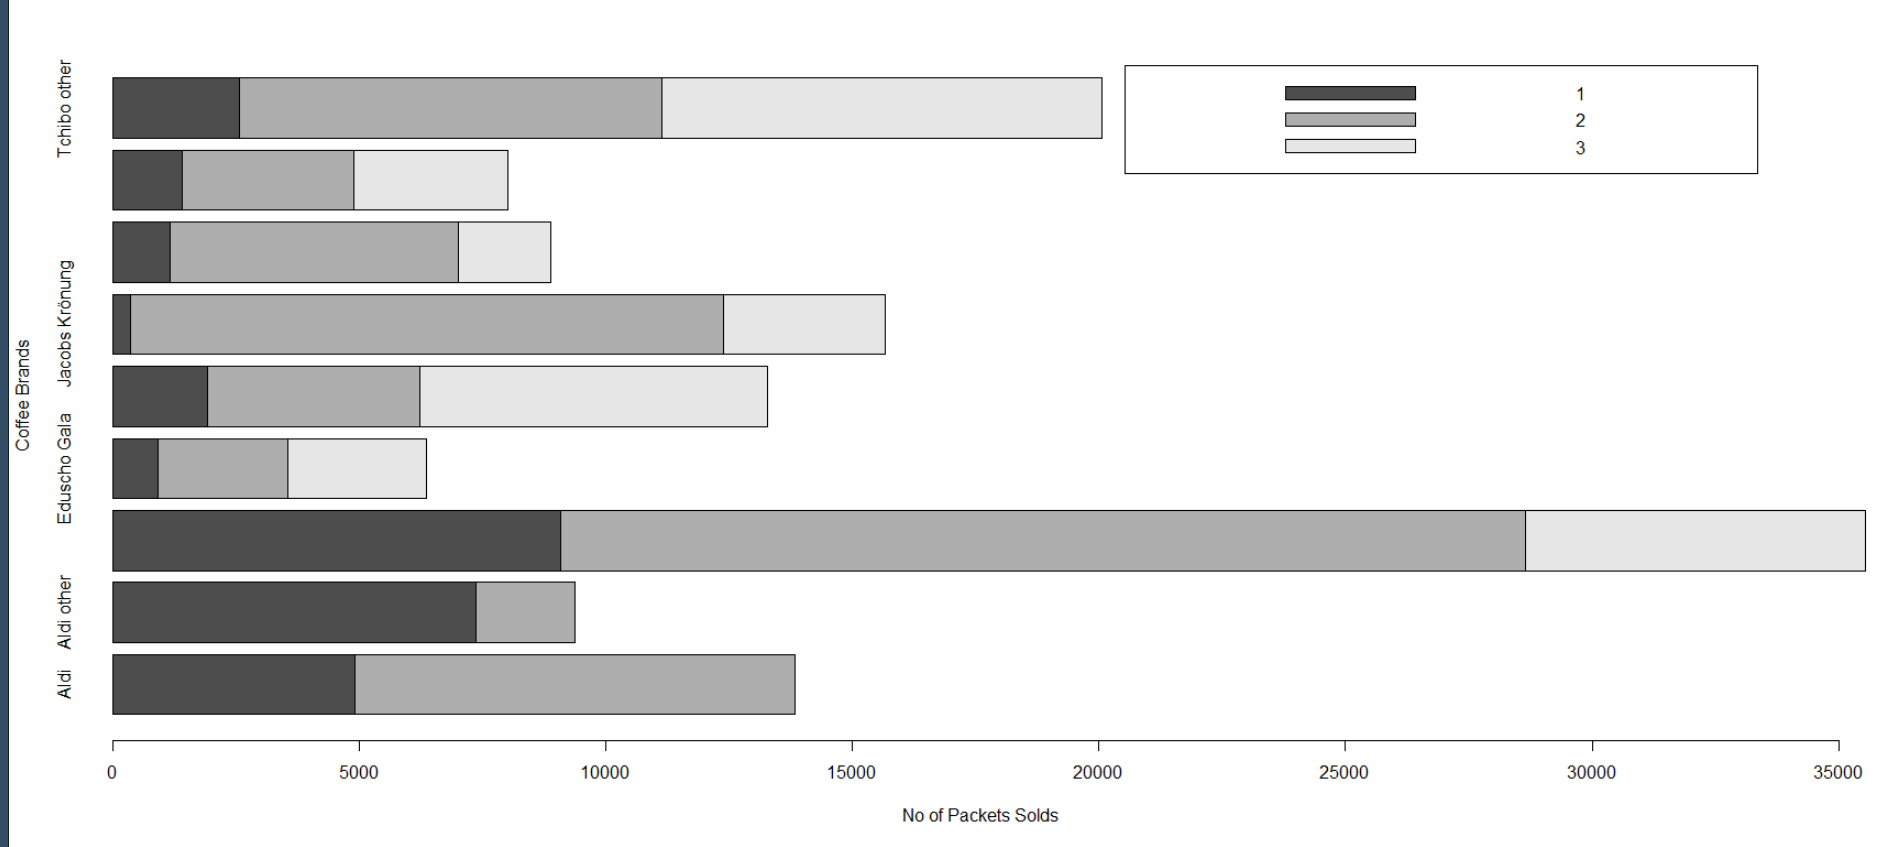 Tchibo other
Jacobs Krönung
Eduscho Gala
Aldi other
Aldi
Coffee Brands
1
2
3
0 5000 10000 15000 20000 25000 30000 35000
No of Packets Solds